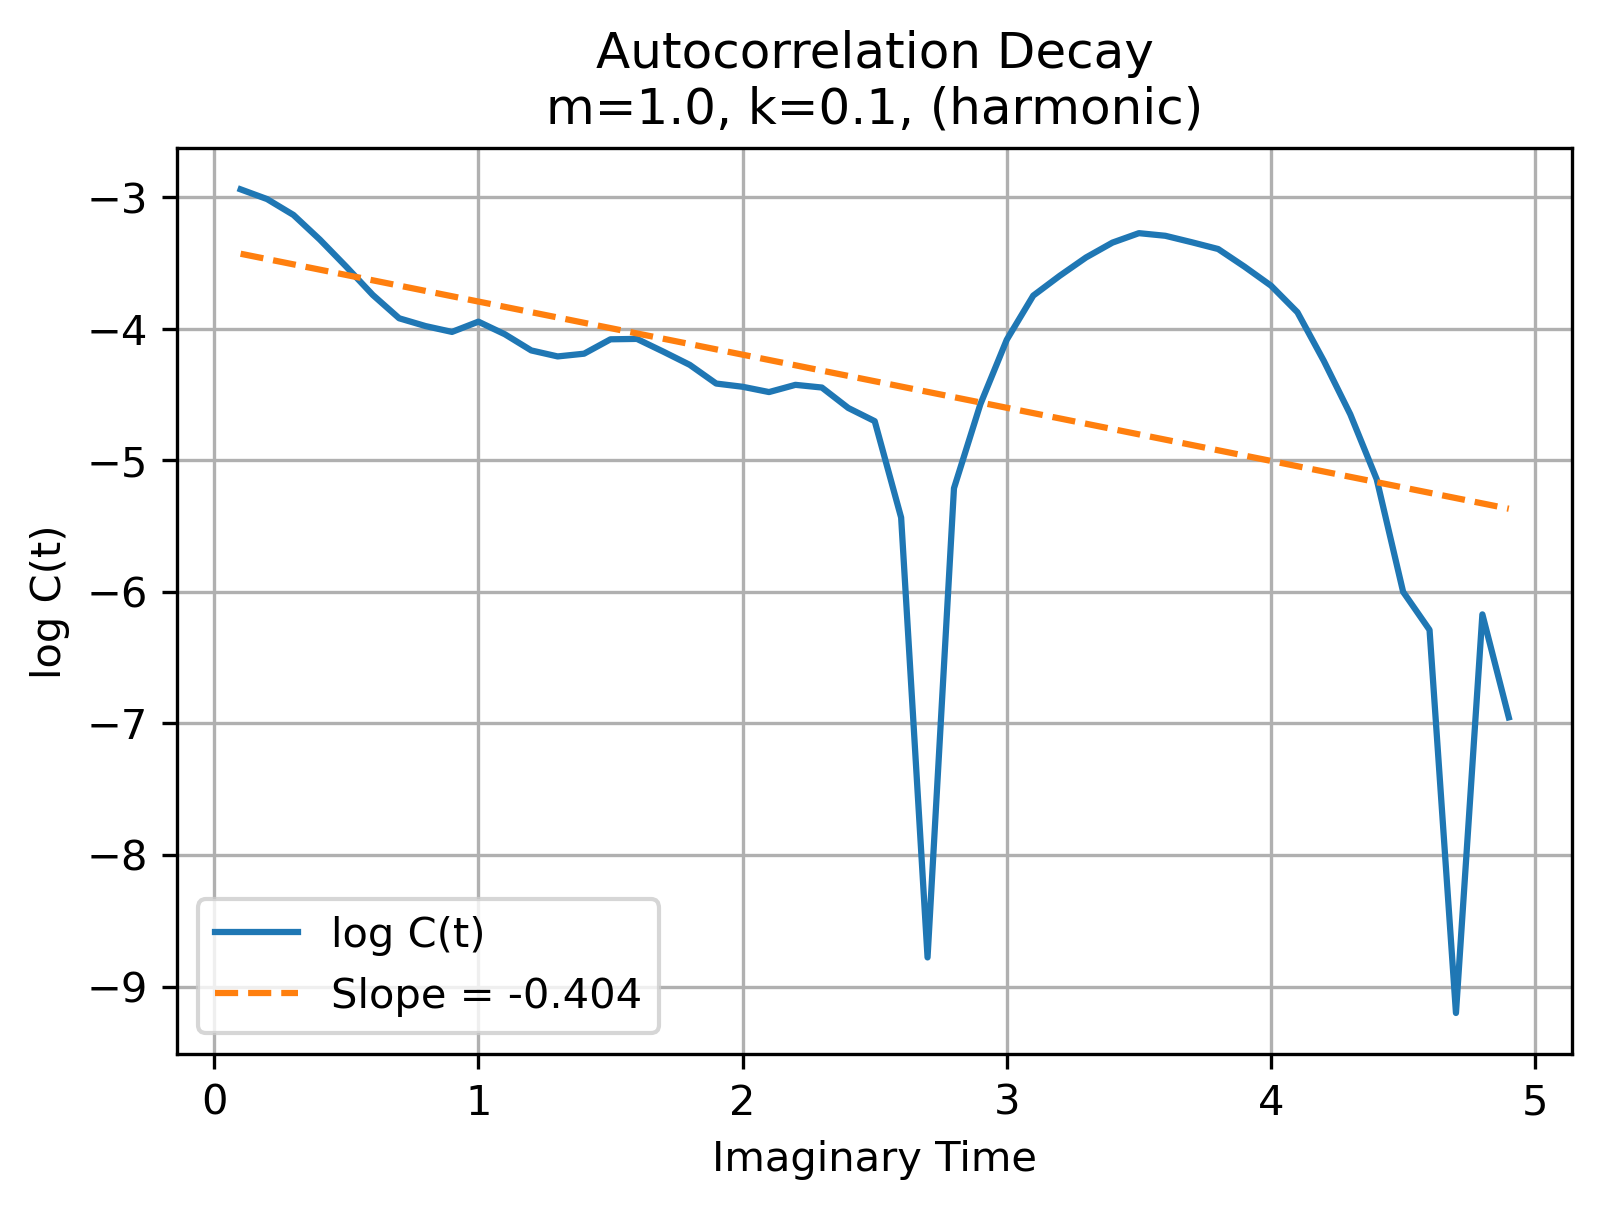 Autocorrelation Decay
m=1.0, k=0.1, (harmonic)
−3
−4
−5
−6
−7
−8
−9
log C(t)
log C(t)
Slope = -0.404
0
1
2
3
4
5
Imaginary Time